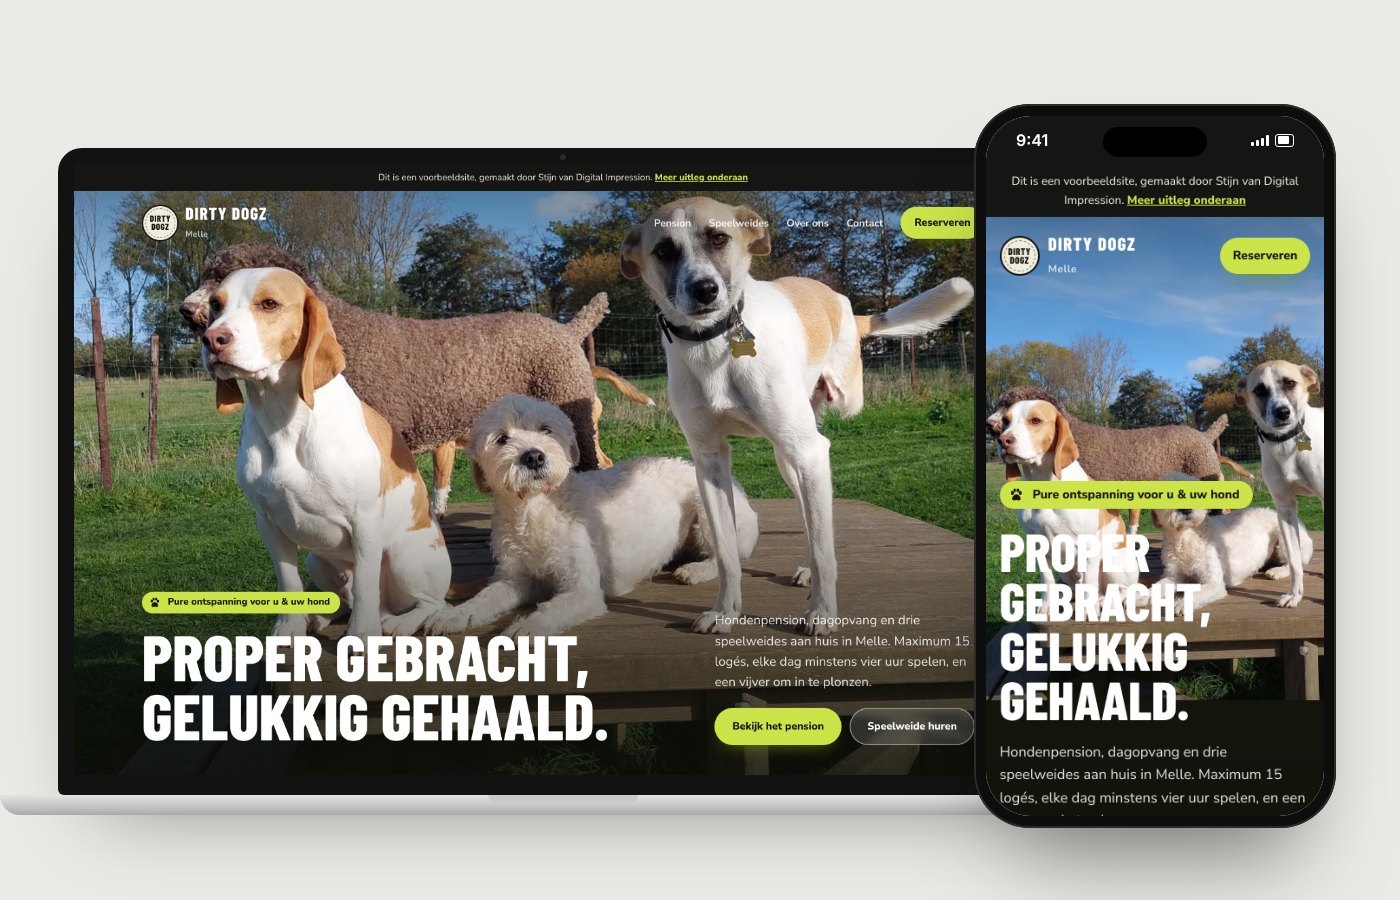 Dit is een voorbeeldsite, gemaakt door Stijn van Digital Impression. Meer uitleg onderaan
DIRTY DOGZ
DIRTY DOGZ
Melle
Pension Speelweides Over ons Contact Reserveren
Pure ontspanning voor u & uw hond
PROPER GEBRACHT,
GELUKKIG GEHAALD.
Hondenpension, dagopvang en drie
speelweides aan huis in Melle. Maximum 15
logés, elke dag minstens vier uur spelen, en
een vijver om in te plonzen.
Bekijk het pension Speelweide huren
9:41
Dit is een voorbeeldsite, gemaakt door Stijn van Digital
Impression. Meer uitleg onderaan
DIRTY DOGZ
DIRTY DOGZ
Melle
Reserveren
Pure ontspanning voor u & uw hond
PROPER
GEBRACHT,
GELUKKIG
GEHAALD.
Hondenpension, dagopvang en drie
speelweides aan huis in Melle. Maximum 15
logés, elke dag minstens vier uur spelen, en een